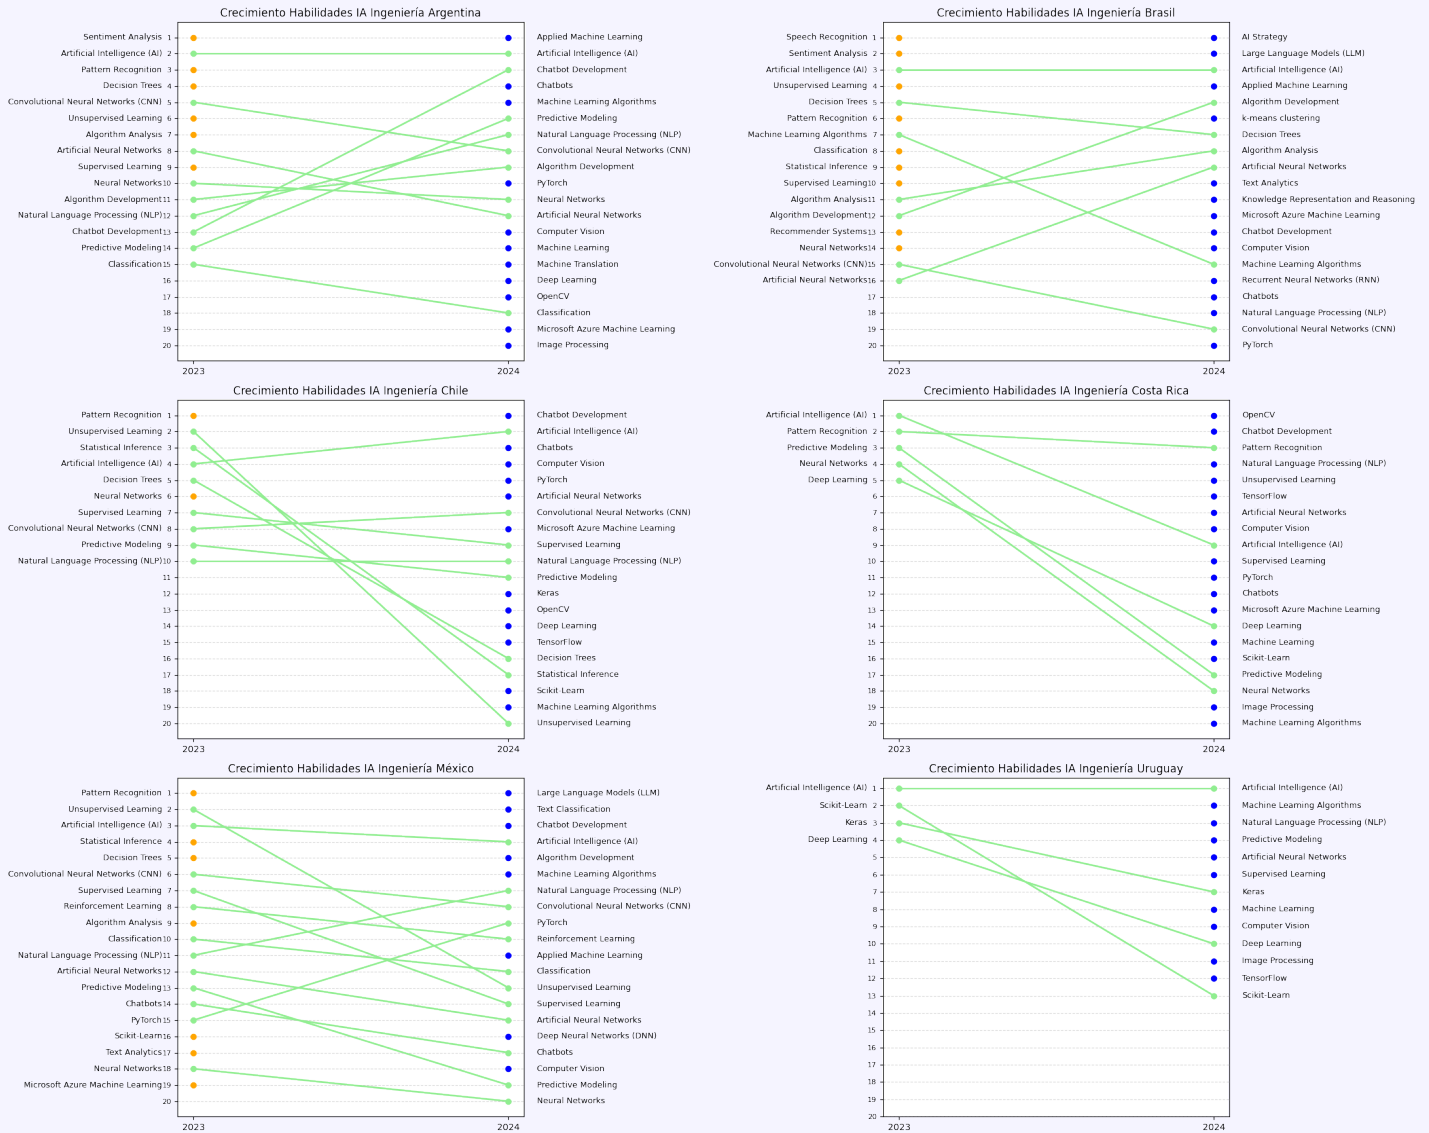 Crecimiento Habilidades IA Ingeniería Argentina
Sentiment Analysis 1 Applied Machine Learning
Artificial Intelligence (AI) 2 Artificial Intelligence (AI)
Pattern Recognition 3 Chatbot Development
Decision Trees 4 Chatbots
Convolutional Neural Networks (CNN) 5 Machine Learning Algorithms
Unsupervised Learning 6 Predictive Modeling
Algorithm Analysis 7 Natural Language Processing (NLP)
Artificial Neural Networks 8 Convolutional Neural Networks (CNN)
Supervised Learning 9 Algorithm Development
Neural Networks 10 PyTorch
Algorithm Development 11 Neural Networks
Natural Language Processing (NLP) 12 Artificial Neural Networks
Chatbot Development 13 Computer Vision
Predictive Modeling 14 Machine Learning
Classification 15 Machine Translation
16 Deep Learning
17 OpenCV
18 Classification
19 Microsoft Azure Machine Learning
20 Image Processing
2023 2024
Crecimiento Habilidades IA Ingeniería Brasil
Speech Recognition 1 AI Strategy
Sentiment Analysis 2 Large Language Models (LLM)
Artificial Intelligence (AI) 3 Artificial Intelligence (AI)
Unsupervised Learning 4 Applied Machine Learning
Decision Trees 5 Algorithm Development
Pattern Recognition 6 k-means clustering
Machine Learning Algorithms 7 Decision Trees
Classification 8 Algorithm Analysis
Statistical Inference 9 Artificial Neural Networks
Supervised Learning 10 Text Analytics
Algorithm Analysis 11 Knowledge Representation and Reasoning
Algorithm Development 12 Microsoft Azure Machine Learning
Recommender Systems 13 Chatbot Development
Neural Networks 14 Computer Vision
Convolutional Neural Networks (CNN) 15 Machine Learning Algorithms
Artificial Neural Networks 16 Recurrent Neural Networks (RNN)
17 Chatbots
18 Natural Language Processing (NLP)
19 Convolutional Neural Networks (CNN)
20 PyTorch
2023 2024
Crecimiento Habilidades IA Ingeniería Chile
Pattern Recognition 1 Chatbot Development
Unsupervised Learning 2 Artificial Intelligence (AI)
Statistical Inference 3 Chatbots
Artificial Intelligence (AI) 4 Computer Vision
Decision Trees 5 PyTorch
Neural Networks 6 Artificial Neural Networks
Supervised Learning 7 Convolutional Neural Networks (CNN)
Convolutional Neural Networks (CNN) 8 Microsoft Azure Machine Learning
Predictive Modeling 9 Supervised Learning
Natural Language Processing (NLP) 10 Natural Language Processing (NLP)
11 Predictive Modeling
12 Keras
13 OpenCV
14 Deep Learning
15 TensorFlow
16 Decision Trees
17 Statistical Inference
18 Scikit-Learn
19 Machine Learning Algorithms
20 Unsupervised Learning
2023 2024
Crecimiento Habilidades IA Ingeniería Costa Rica
Artificial Intelligence (AI) 1 OpenCV
Pattern Recognition 2 Chatbot Development
Predictive Modeling 3 Pattern Recognition
Neural Networks 4 Natural Language Processing (NLP)
Deep Learning 5 Unsupervised Learning
6 TensorFlow
7 Artificial Neural Networks
8 Computer Vision
9 Artificial Intelligence (AI)
10 Supervised Learning
11 PyTorch
12 Chatbots
13 Microsoft Azure Machine Learning
14 Deep Learning
15 Machine Learning
16 Scikit-Learn
17 Predictive Modeling
18 Neural Networks
19 Image Processing
20 Machine Learning Algorithms
2023 2024
Crecimiento Habilidades IA Ingeniería México
Pattern Recognition 1 Large Language Models (LLM)
Unsupervised Learning 2 Text Classification
Artificial Intelligence (AI) 3 Chatbot Development
Statistical Inference 4 Artificial Intelligence (AI)
Decision Trees 5 Algorithm Development
Convolutional Neural Networks (CNN) 6 Machine Learning Algorithms
Supervised Learning 7 Natural Language Processing (NLP)
Reinforcement Learning 8 Convolutional Neural Networks (CNN)
Algorithm Analysis 9 PyTorch
Classification 10 Reinforcement Learning
Natural Language Processing (NLP) 11 Applied Machine Learning
Artificial Neural Networks 12 Classification
Predictive Modeling 13 Unsupervised Learning
Chatbots 14 Supervised Learning
PyTorch 15 Artificial Neural Networks
Scikit-Learn 16 Deep Neural Networks (DNN)
Text Analytics 17 Chatbots
Neural Networks 18 Computer Vision
Microsoft Azure Machine Learning 19 Predictive Modeling
20 Neural Networks
2023 2024
Crecimiento Habilidades IA Ingeniería Uruguay
Artificial Intelligence (AI) 1 Artificial Intelligence (AI)
Scikit-Learn 2 Machine Learning Algorithms
Keras 3 Natural Language Processing (NLP)
Deep Learning 4 Predictive Modeling
5 Artificial Neural Networks
6 Supervised Learning
7 Keras
8 Machine Learning
9 Computer Vision
10 Deep Learning
11 Image Processing
12 TensorFlow
13 Scikit-Learn
14
15
16
17
18
19
20
2023 2024